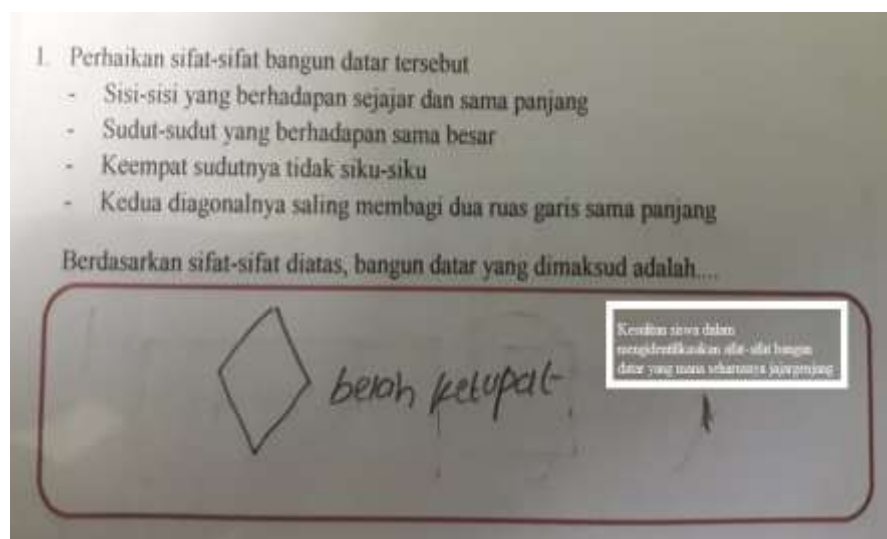 1. Perhaikan sifat-sifat bangun datar tersebut
- Sisi-sisi yang berhadapan sejajar dan sama panjang
- Sudut-sudut yang berhadapan sama besar
- Keempat sudutnya tidak siku-siku
- Kedua diagonalnya saling membagi dua ruas garis sama panjang
Berdasarkan sifat-sifat diatas, bangun datar yang dimaksud adalah....
belah ketupat
Kesulitan siswa dalam
mengidentifikasikan sifat-sifat bangun
datar yang mana seharusnya jajargenjang